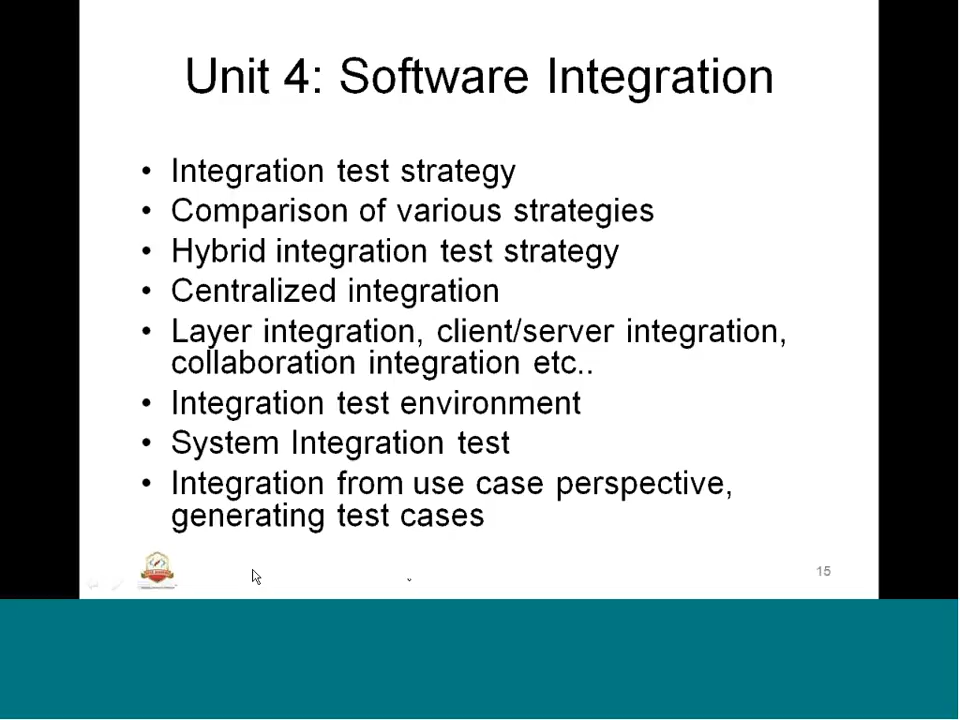 Unit 4: Software Integration
• Integration test strategy
• Comparison of various strategies
• Hybrid integration test strategy
• Centralized integration
• Layer integration, client/server integration,
collaboration integration etc..
• Integration test environment
• System Integration test
• Integration from use case perspective,
generating test cases
15